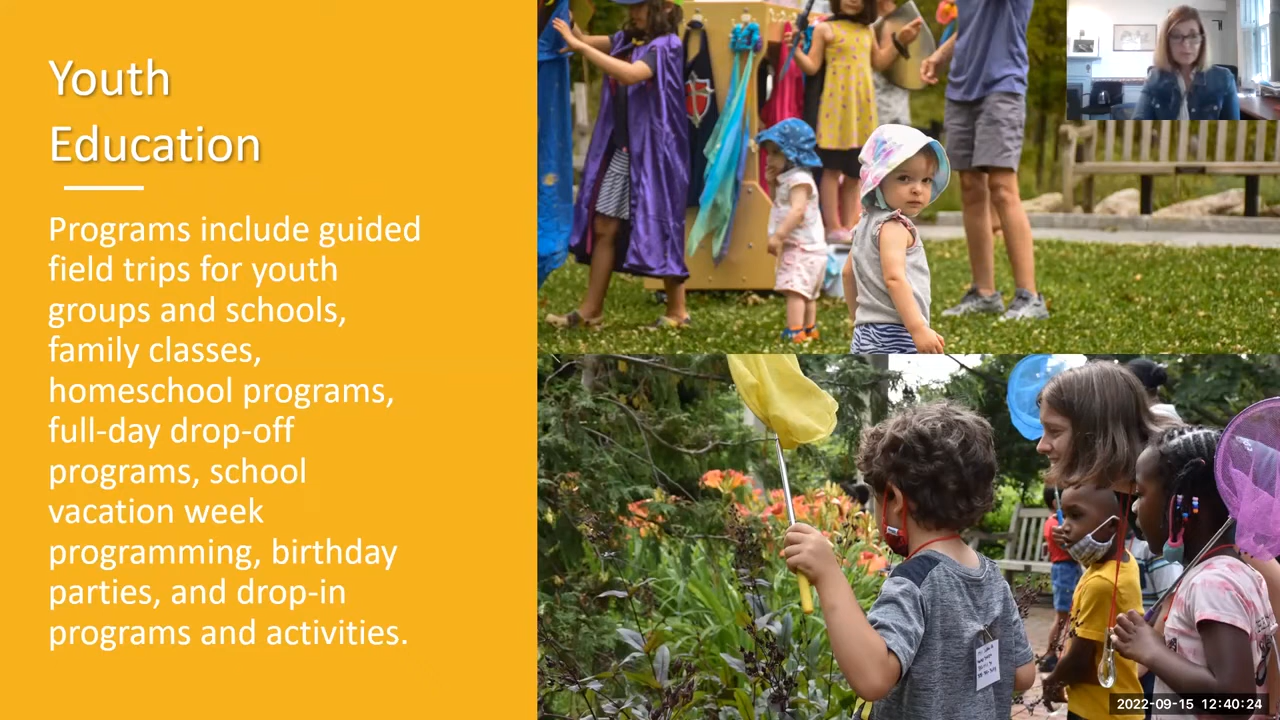 Youth
Education
Programs include guided
field trips for youth
groups and schools,
family classes,
homeschool programs,
full-day drop-off
programs, school
vacation week
programming, birthday
parties, and drop-in
programs and activities.
2022-09-15 12:40:24